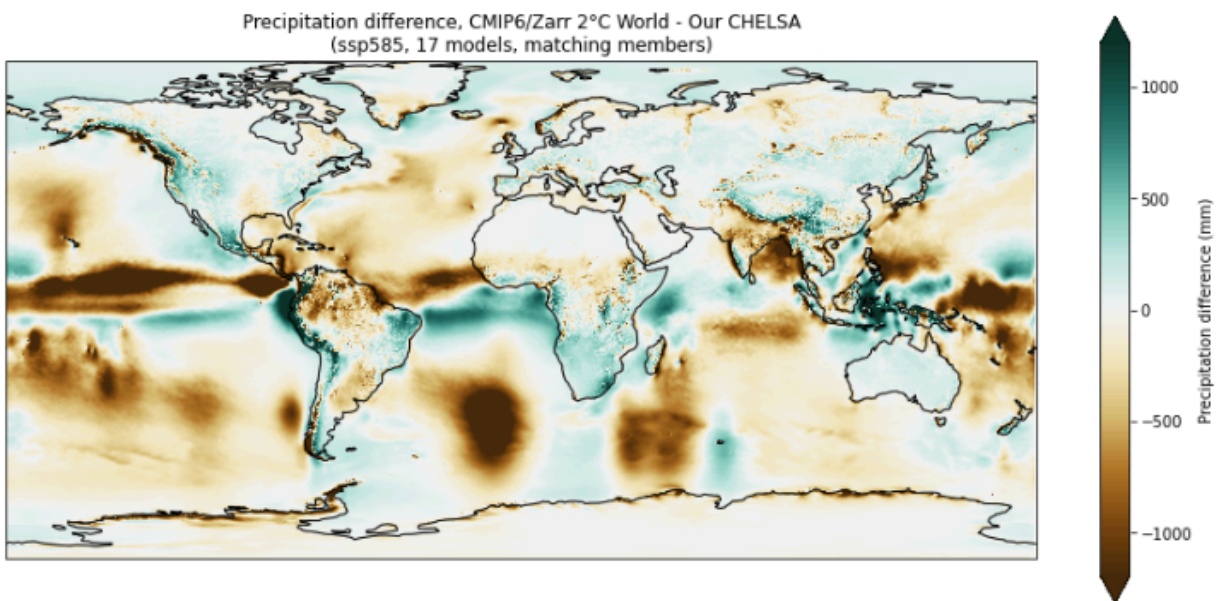 Precipitation difference, CMIP6/Zarr 2°C World - Our CHELSA
(ssp585, 17 models, matching members)
1000
500
0
−500
−1000
Precipitation difference (mm)